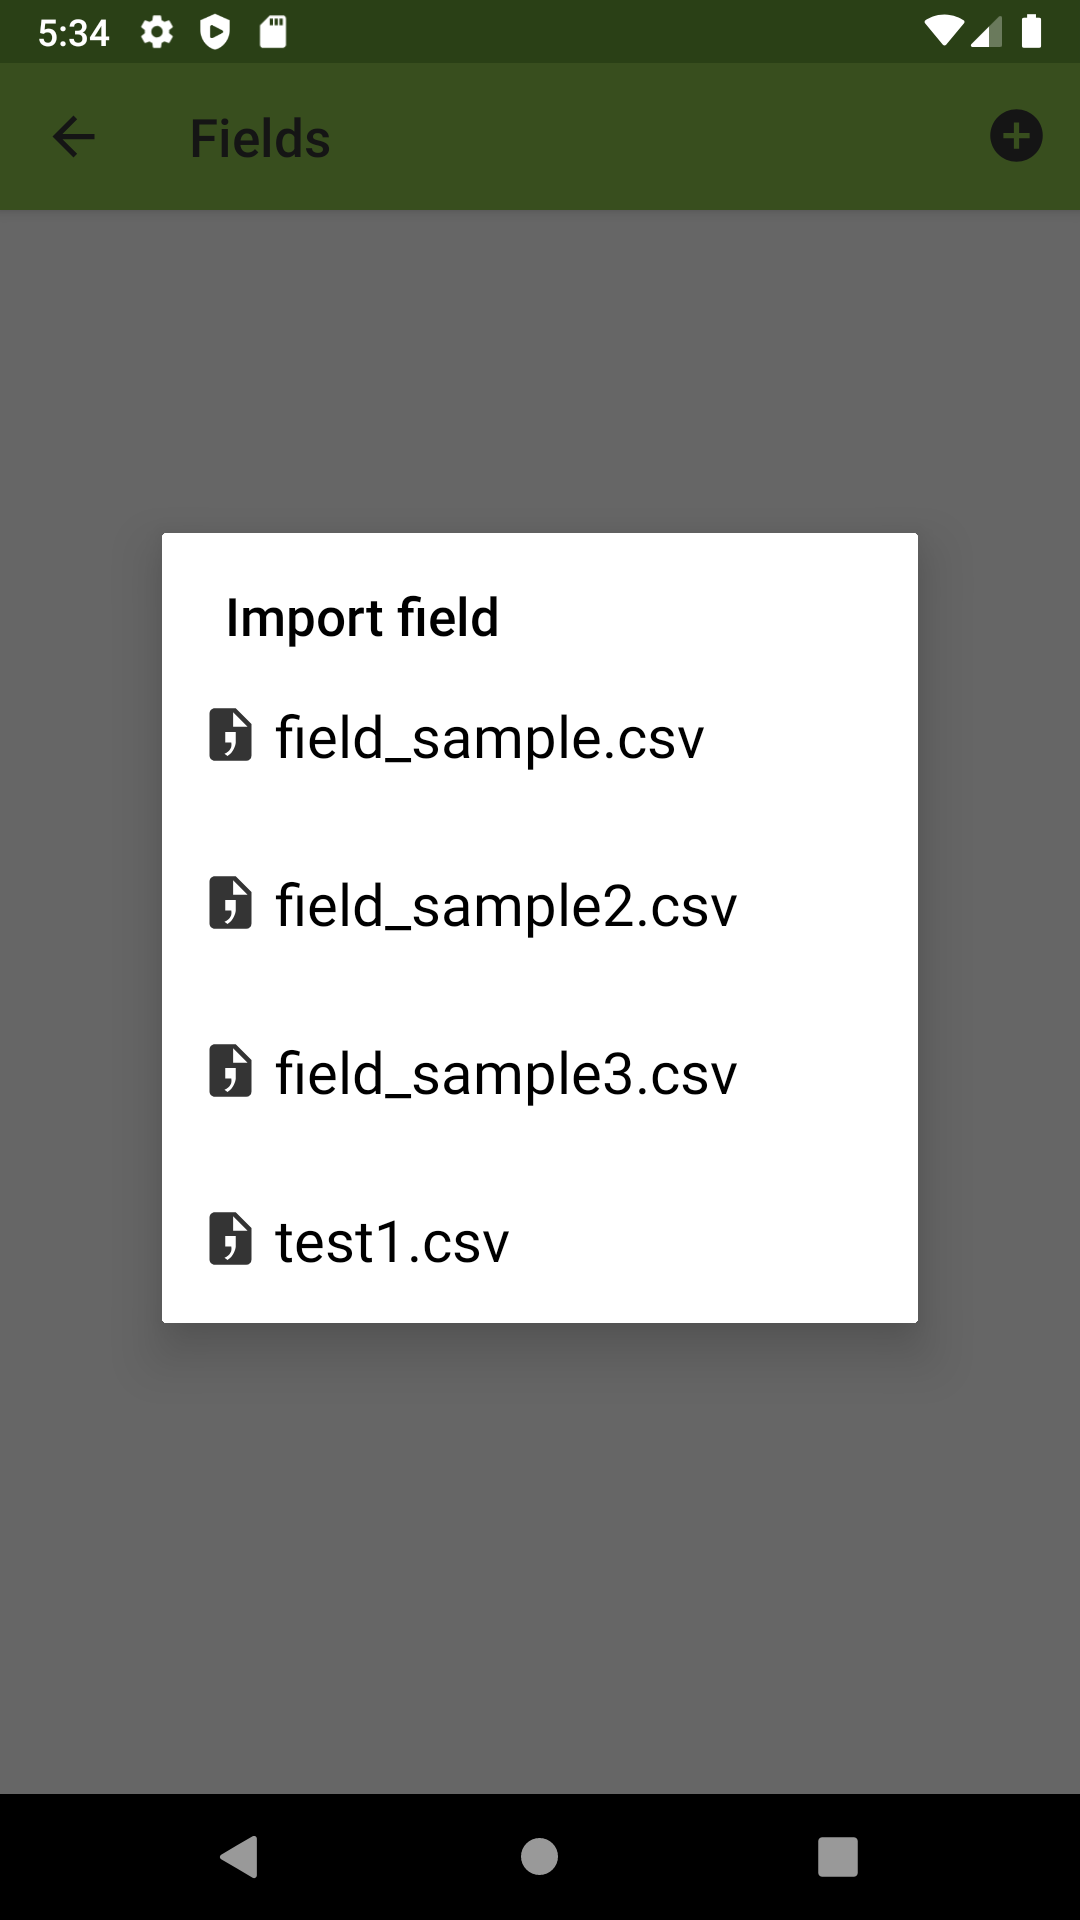 5:34
Fields
Import field
field_sample.csv
field_sample2.csv
field_sample3.csv
test1.csv